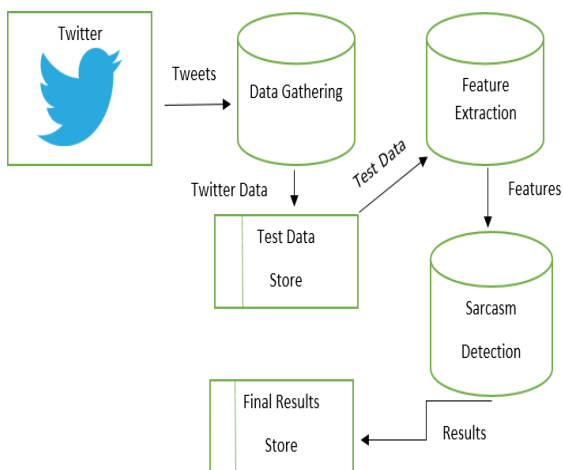 Twitter
Tweets
Data Gathering
Feature
Extraction
Twitter Data
Test Data
Features
Test Data
Store
Sarcasm
Detection
Final Results
Store
Results